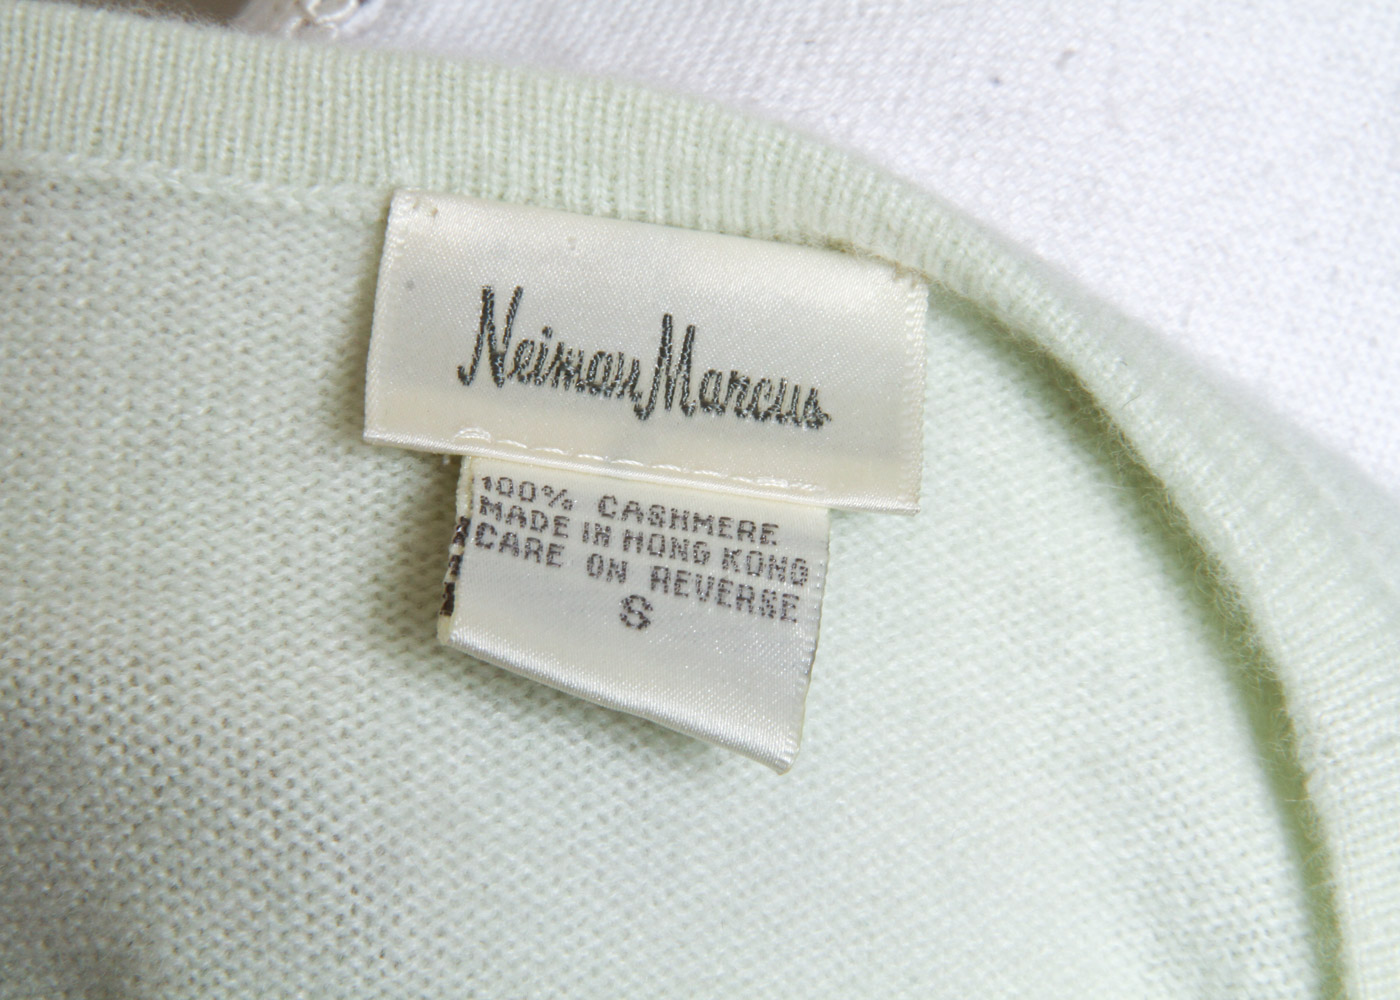 Neiman Marcus
100% CASHMERE
MADE IN HONG KONG
CARE ON REVERSE
S